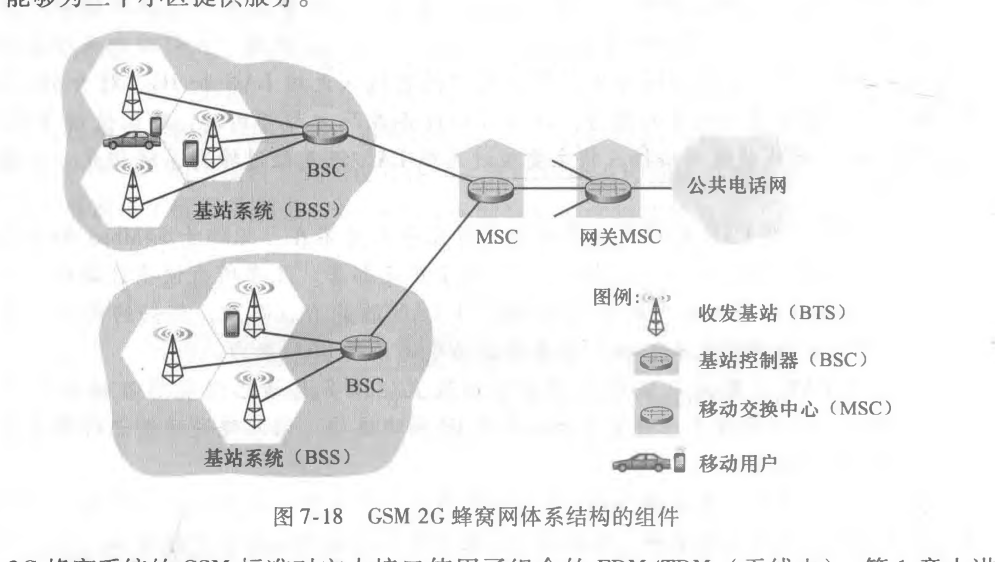 能够为三个小区提供服务。
BSC
基站系统（BSS）
MSC
网关MSC
公共电话网
BSC
基站系统（BSS）
图例:
收发基站（BTS）
基站控制器（BSC）
移动交换中心（MSC）
移动用户
图 7-18 GSM 2G 蜂窝网体系结构的组件
2G 蜂窝系统的 GSM 标准对空中接口使用了组合的 FDM/TDM（无线电）。第 1 章中讲